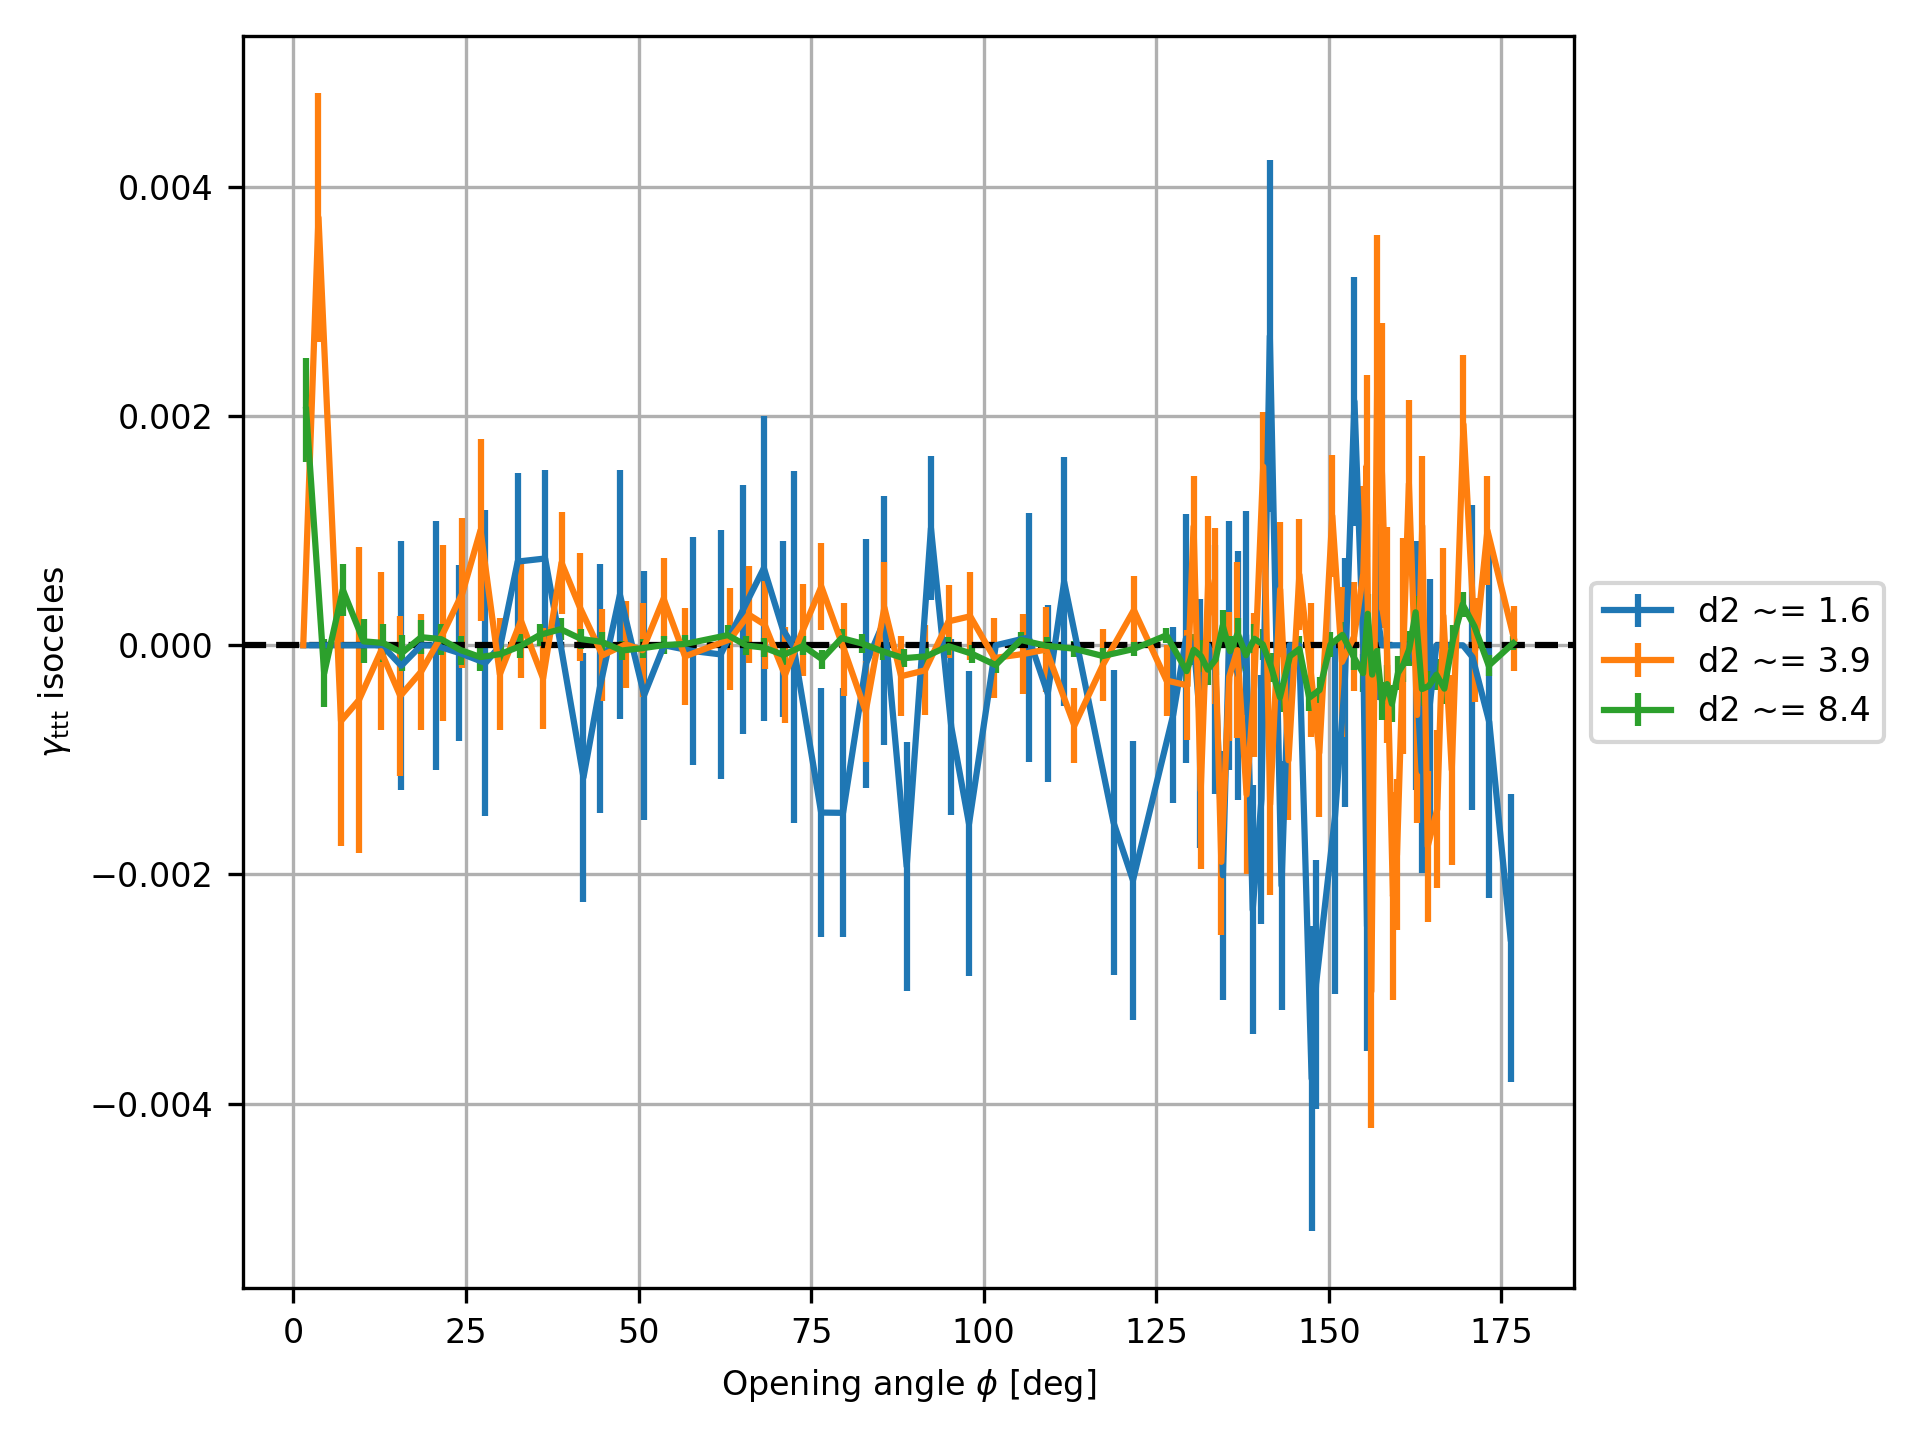 0.004
0.002
0.000
−0.002
−0.004
γttt isoceles
0 25 50 75 100 125 150 175
Opening angle ϕ [deg]
d2 ~= 1.6
d2 ~= 3.9
d2 ~= 8.4